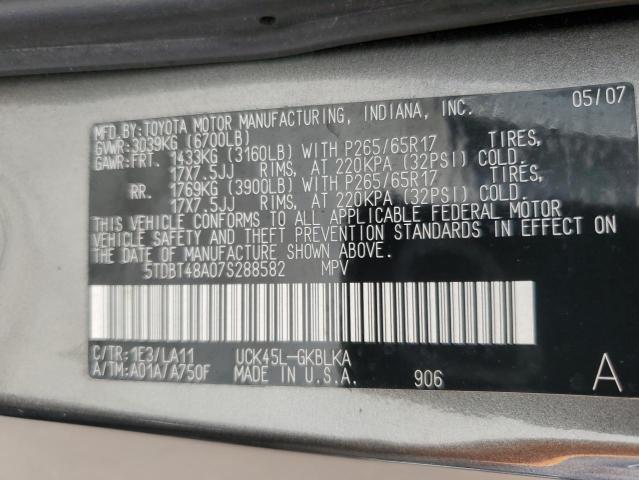 MFG. BY:TOYOTA MOTOR MANUFACTURING, INDIANA, INC. 05/07
GVWR:3039KG (6700LB)
GAWR:FRT. 1433KG (3160LB) WITH P265/65R17 TIRES,
17X7.5JJ RIMS, AT 220KPA (32PSI) COLD.
RR. 1769KG (3900LB) WITH P265/65R17 TIRES,
17X7.5JJ RIMS, AT 220KPA (32PSI) COLD.
THIS VEHICLE CONFORMS TO ALL APPLICABLE FEDERAL MOTOR
VEHICLE SAFETY AND THEFT PREVENTION STANDARDS IN EFFECT ON
THE DATE OF MANUFACTURE SHOWN ABOVE.
5TDBT48A07S288582 MPV
C/TR:1E3/LA11 UCK45L-GKBLKA
A/TM:A01A/A750F MADE IN U.S.A. 906 A